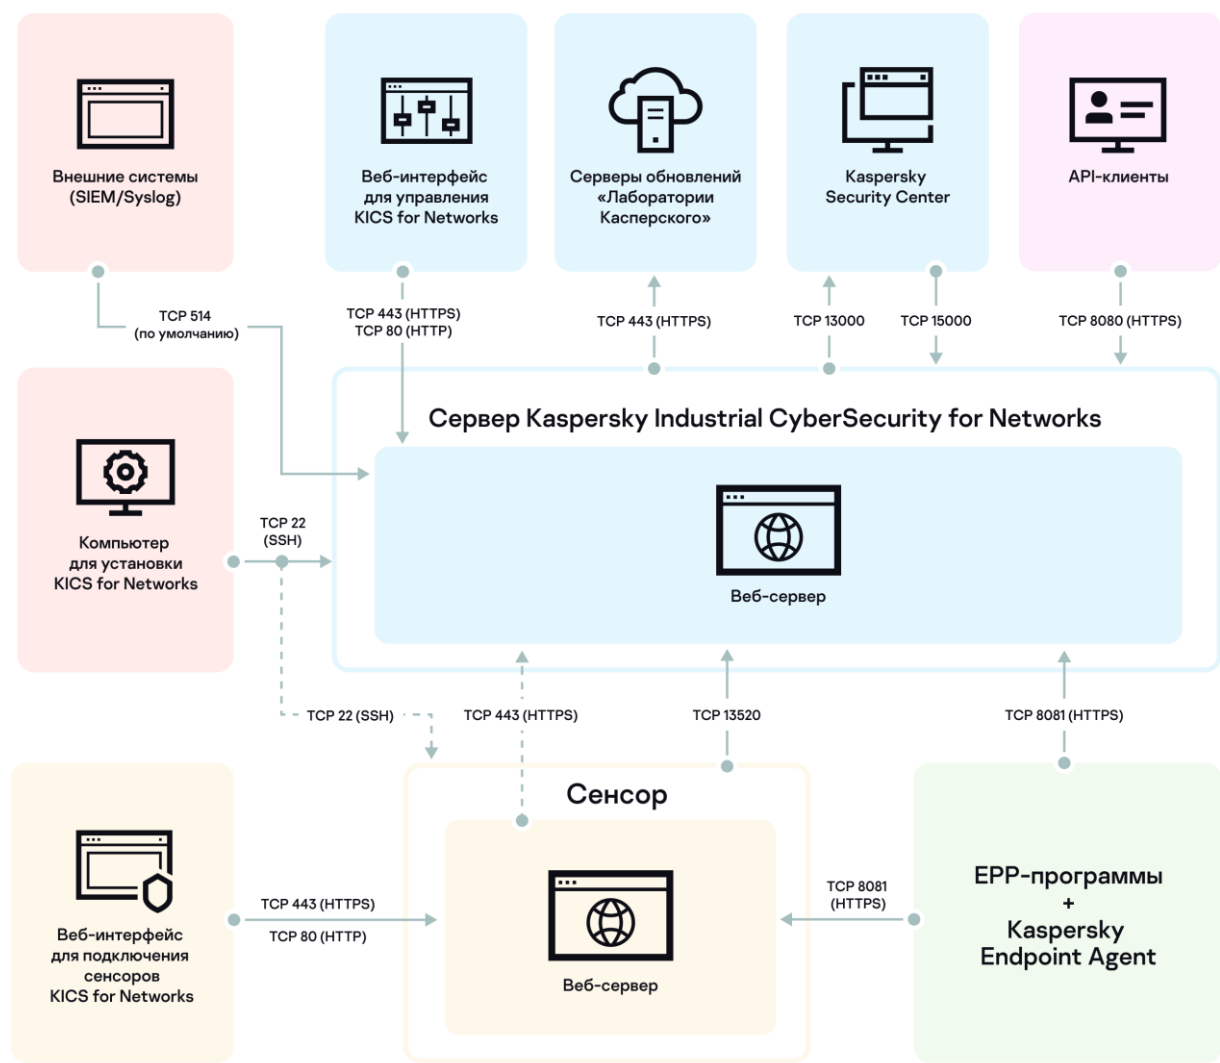 Внешние системы
(SIEM/Syslog)
Веб-интерфейс
для управления
KICS for Networks
Серверы обновлений
«Лаборатории
Касперского»
Kaspersky
Security Center
API-клиенты
TCP 514
(по умолчанию)
TCP 443 (HTTPS)
TCP 80 (HTTP)
TCP 443 (HTTPS)
TCP 13000
TCP 15000
TCP 8080 (HTTPS)
Сервер Kaspersky Industrial CyberSecurity for Networks
Веб-сервер
Компьютер
для установки
KICS for Networks
TCP 22
(SSH)
TCP 22 (SSH)
TCP 443 (HTTPS)
TCP 13520
TCP 8081 (HTTPS)
Сенсор
Веб-сервер
Веб-интерфейс
для подключения
сенсоров
KICS for Networks
TCP 443 (HTTPS)
TCP 80 (HTTP)
TCP 8081
(HTTPS)
EPP-программы
+
Kaspersky
Endpoint Agent